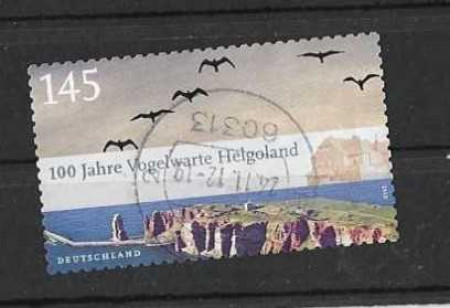 145
100 Jahre Vogelwarte Helgoland
DEUTSCHLAND
60313